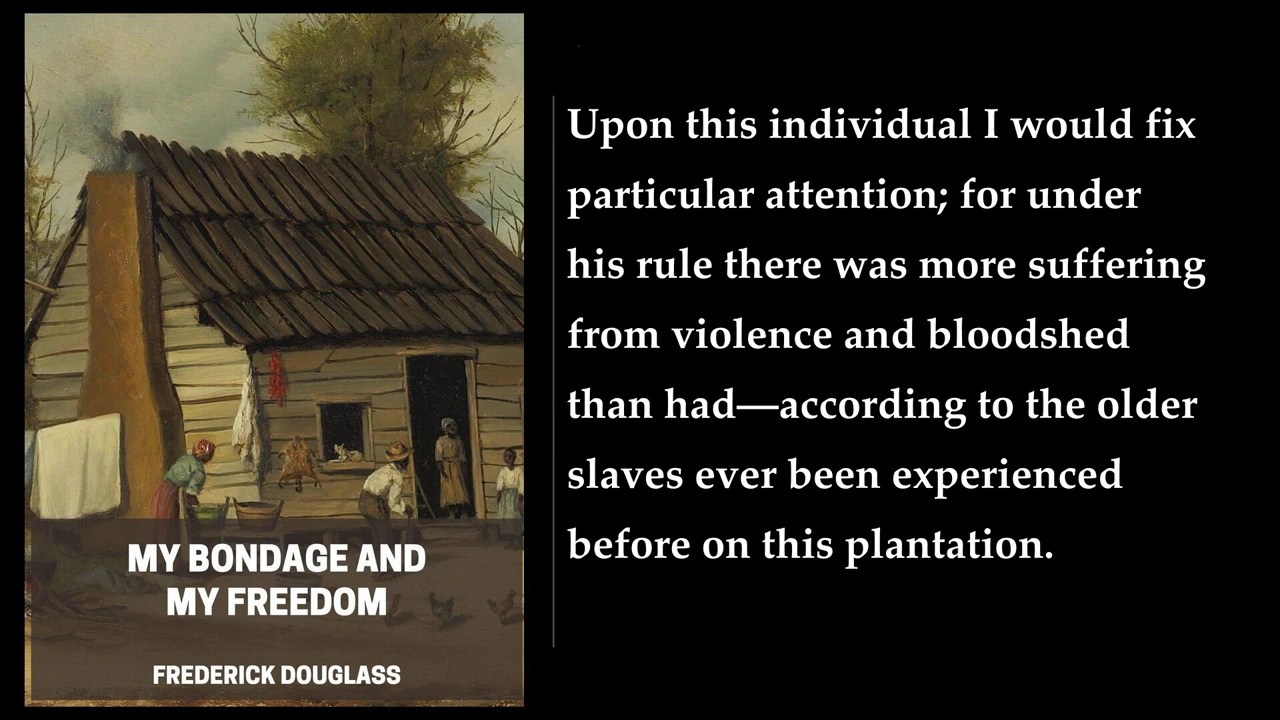 MY BONDAGE AND
MY FREEDOM
FREDERICK DOUGLASS
Upon this individual I would fix
particular attention; for under
his rule there was more suffering
from violence and bloodshed
than had—according to the older
slaves ever been experienced
before on this plantation.